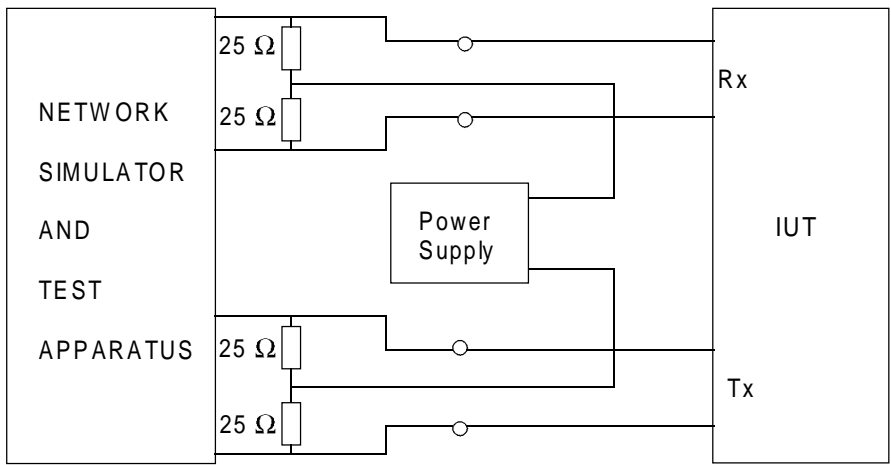 25 Ω
25 Ω
NETWORK
SIMULATOR
AND
TEST
APPARATUS
25 Ω
25 Ω
Power
Supply
Rx
IUT
Tx